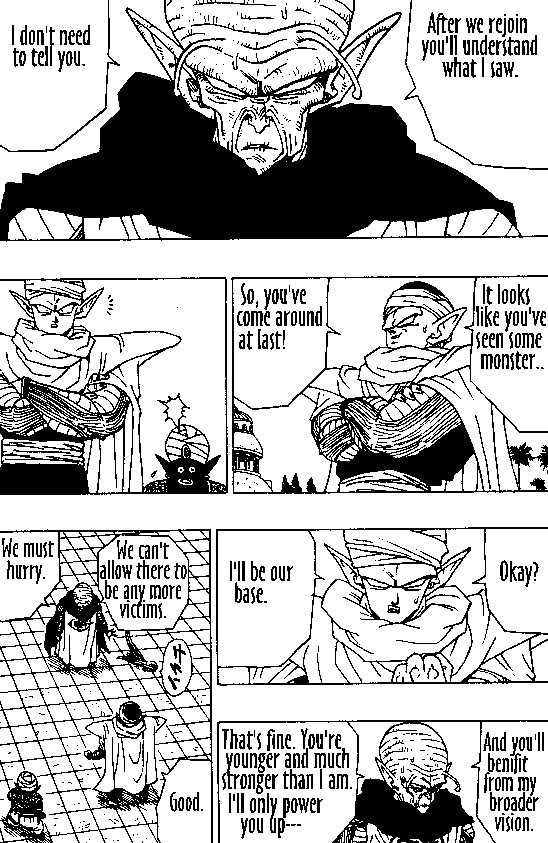 After we rejoin
you'll understand
what I saw.
I don't need
to tell you.
It looks
like you've
seen some
monster..
So, you've
come around
at last!
Okay?
I'll be our
base.
And you'll
benifit
from my
broader
vision.
That's fine. You're
younger and much
stronger than I am.
I'll only power
you up---
We can't
allow there to
be any more
victims.
We must
hurry.
Good.